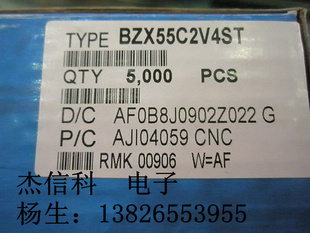 TYPE BZX55C2V4ST
QTY 5,000 PCS
D/C AF0B8J0902Z022 G
P/C AJI04059 CNC
RMK 00906 W=AF
杰信科 电子
杨生：13826553955